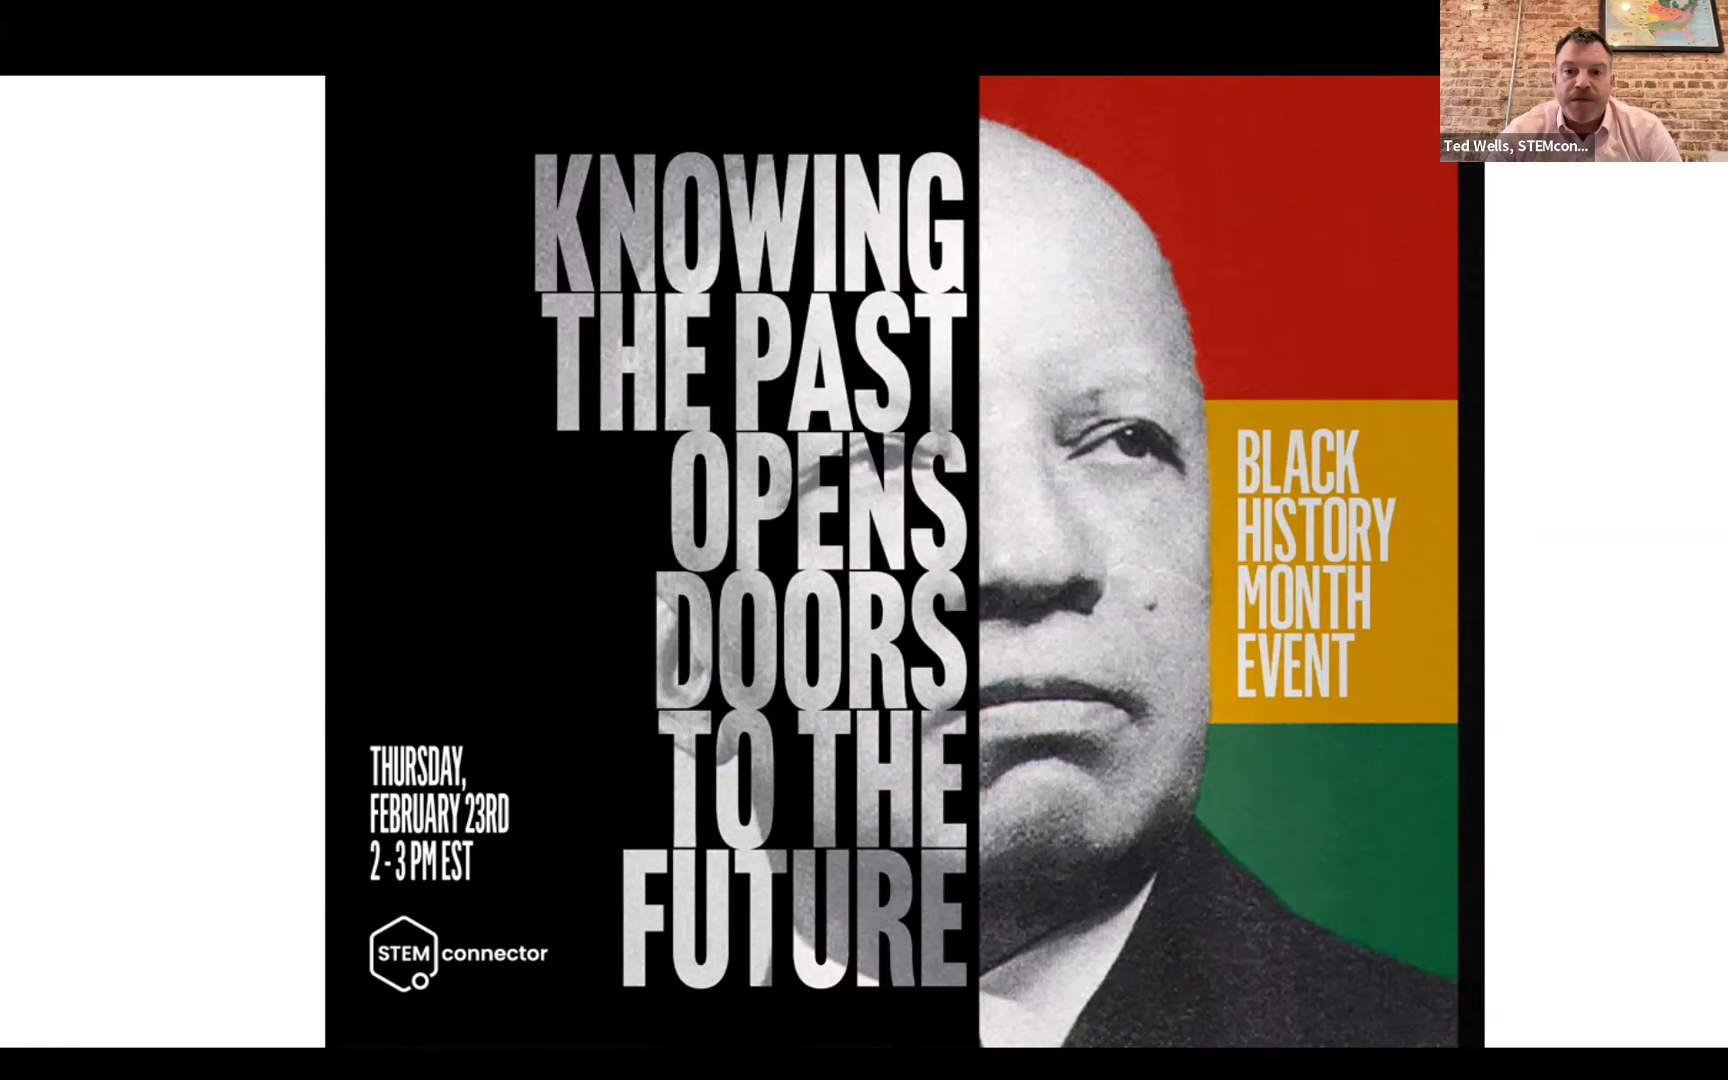 Ted Wells, STEMcon...
KNOWING
THE PAST
OPENS
DOORS
TO THE
FUTURE
BLACK
HISTORY
MONTH
EVENT
THURSDAY,
FEBRUARY 23RD
2 - 3 PM EST
STEM connector